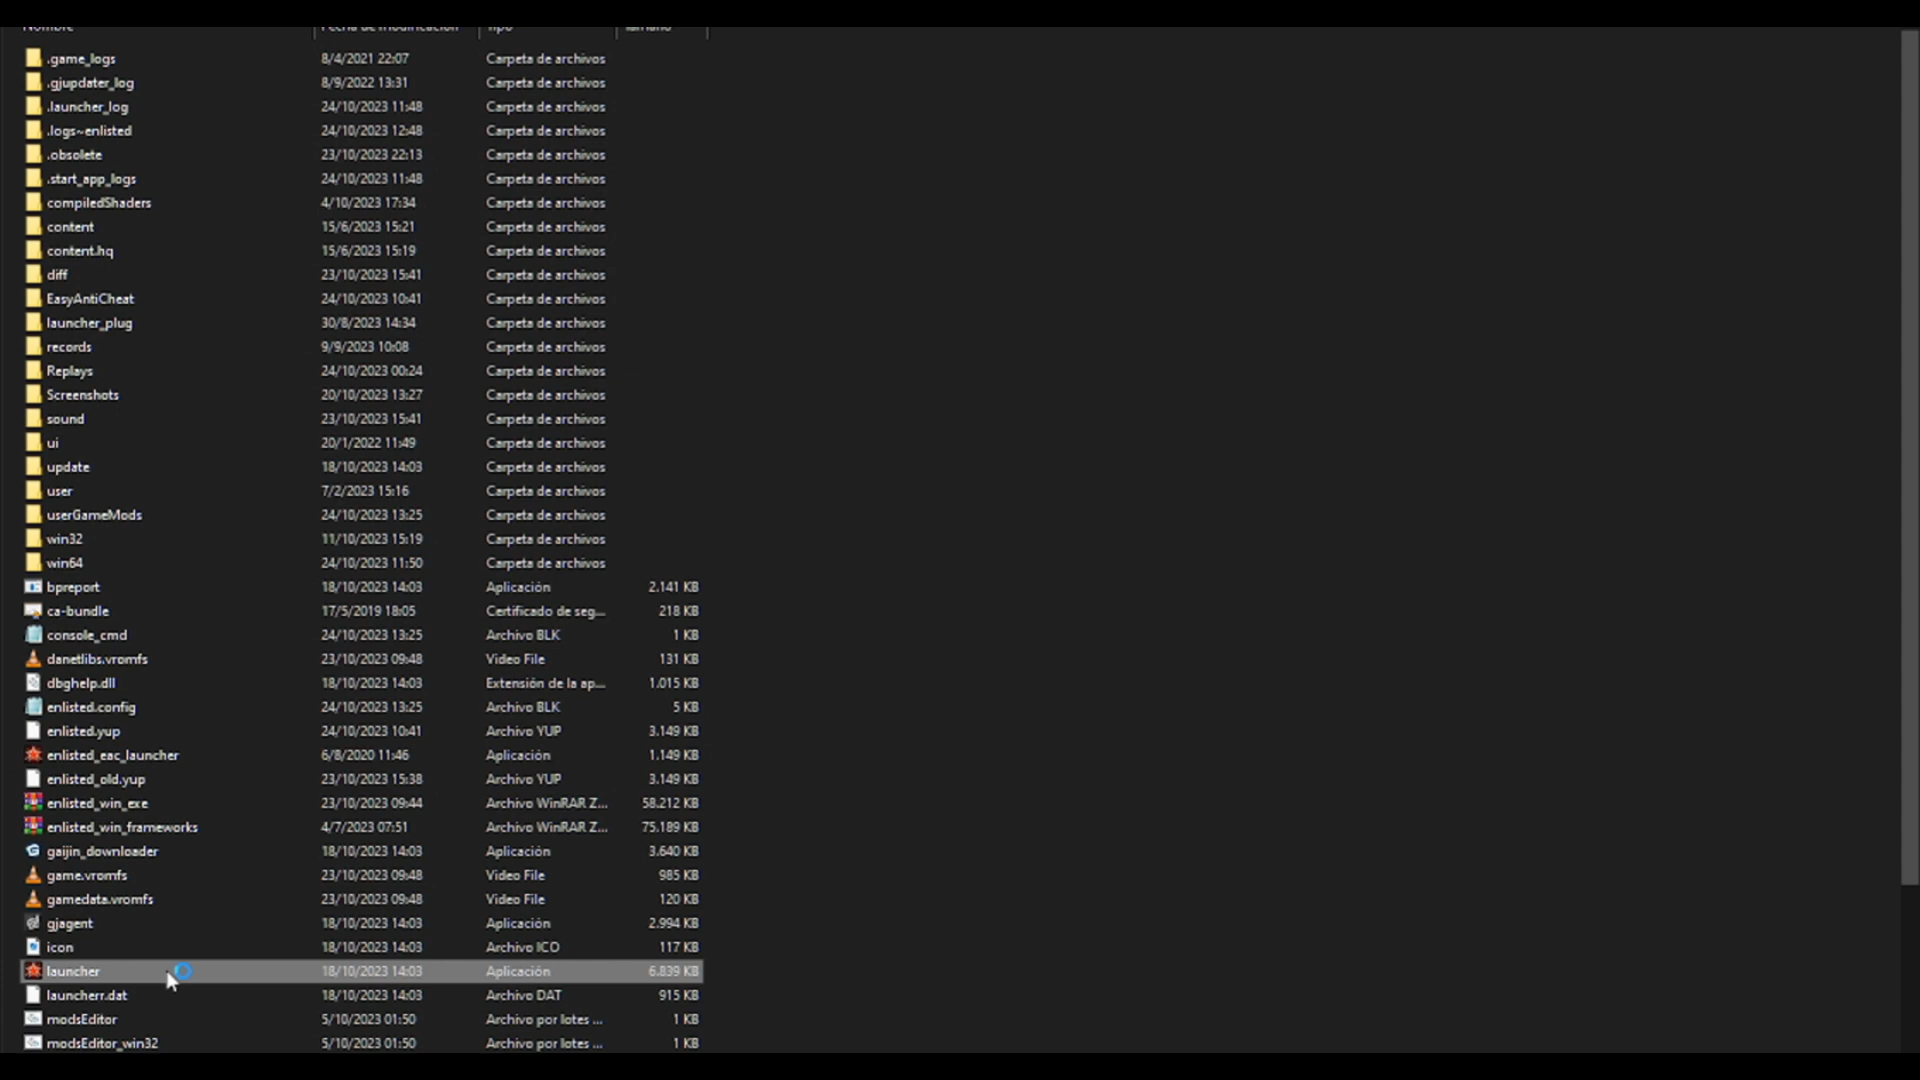 Nombre Fecha de modificación Tipo Tamaño
.game_logs 8/4/2021 22:07 Carpeta de archivos
.gjupdater_log 8/9/2022 13:31 Carpeta de archivos
.launcher_log 24/10/2023 11:48 Carpeta de archivos
.logs~enlisted 24/10/2023 12:48 Carpeta de archivos
.obsolete 23/10/2023 22:13 Carpeta de archivos
.start_app_logs 24/10/2023 11:48 Carpeta de archivos
compiledShaders 4/10/2023 17:34 Carpeta de archivos
content 15/6/2023 15:21 Carpeta de archivos
content.hq 15/6/2023 15:19 Carpeta de archivos
diff 23/10/2023 15:41 Carpeta de archivos
EasyAntiCheat 24/10/2023 10:41 Carpeta de archivos
launcher_plug 30/8/2023 14:34 Carpeta de archivos
records 9/9/2023 10:08 Carpeta de archivos
Replays 24/10/2023 00:24 Carpeta de archivos
Screenshots 20/10/2023 13:27 Carpeta de archivos
sound 23/10/2023 15:41 Carpeta de archivos
ui 20/1/2022 11:49 Carpeta de archivos
update 18/10/2023 14:03 Carpeta de archivos
user 7/2/2023 15:16 Carpeta de archivos
userGameMods 24/10/2023 13:25 Carpeta de archivos
win32 11/10/2023 15:19 Carpeta de archivos
win64 24/10/2023 11:50 Carpeta de archivos
bpreport 18/10/2023 14:03 Aplicación 2.141 KB
ca-bundle 17/5/2019 18:05 Certificado de seg... 218 KB
console_cmd 24/10/2023 13:25 Archivo BLK 1 KB
danetlibs.vromfs 23/10/2023 09:48 Video File 131 KB
dbghelp.dll 18/10/2023 14:03 Extensión de la ap... 1.015 KB
enlisted.config 24/10/2023 13:25 Archivo BLK 5 KB
enlisted.yup 24/10/2023 10:41 Archivo YUP 3.149 KB
enlisted_eac_launcher 6/8/2020 11:46 Aplicación 1.149 KB
enlisted_old.yup 23/10/2023 15:38 Archivo YUP 3.149 KB
enlisted_win_exe 23/10/2023 09:44 Archivo WinRAR Z... 58.212 KB
enlisted_win_frameworks 4/7/2023 07:51 Archivo WinRAR Z... 75.189 KB
gaijin_downloader 18/10/2023 14:03 Aplicación 3.640 KB
game.vromfs 23/10/2023 09:48 Video File 985 KB
gamedata.vromfs 23/10/2023 09:48 Video File 120 KB
gjagent 18/10/2023 14:03 Aplicación 2.994 KB
icon 18/10/2023 14:03 Archivo ICO 117 KB
launcher 18/10/2023 14:03 Aplicación 6.839 KB
launcherr.dat 18/10/2023 14:03 Archivo DAT 915 KB
modsEditor 5/10/2023 01:50 Archivo por lotes ... 1 KB
modsEditor_win32 5/10/2023 01:50 Archivo por lotes ... 1 KB